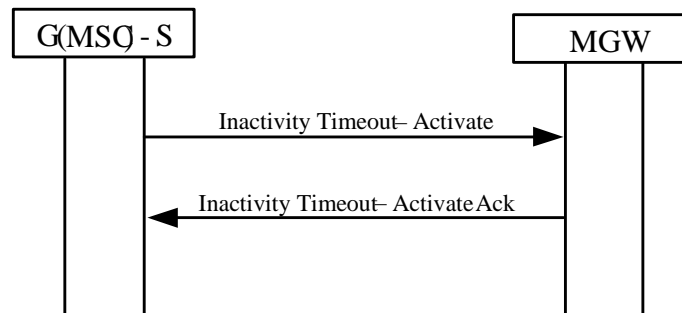 G(MSC) - S
MGW
Inactivity Timeout– Activate
Inactivity Timeout– Activate Ack